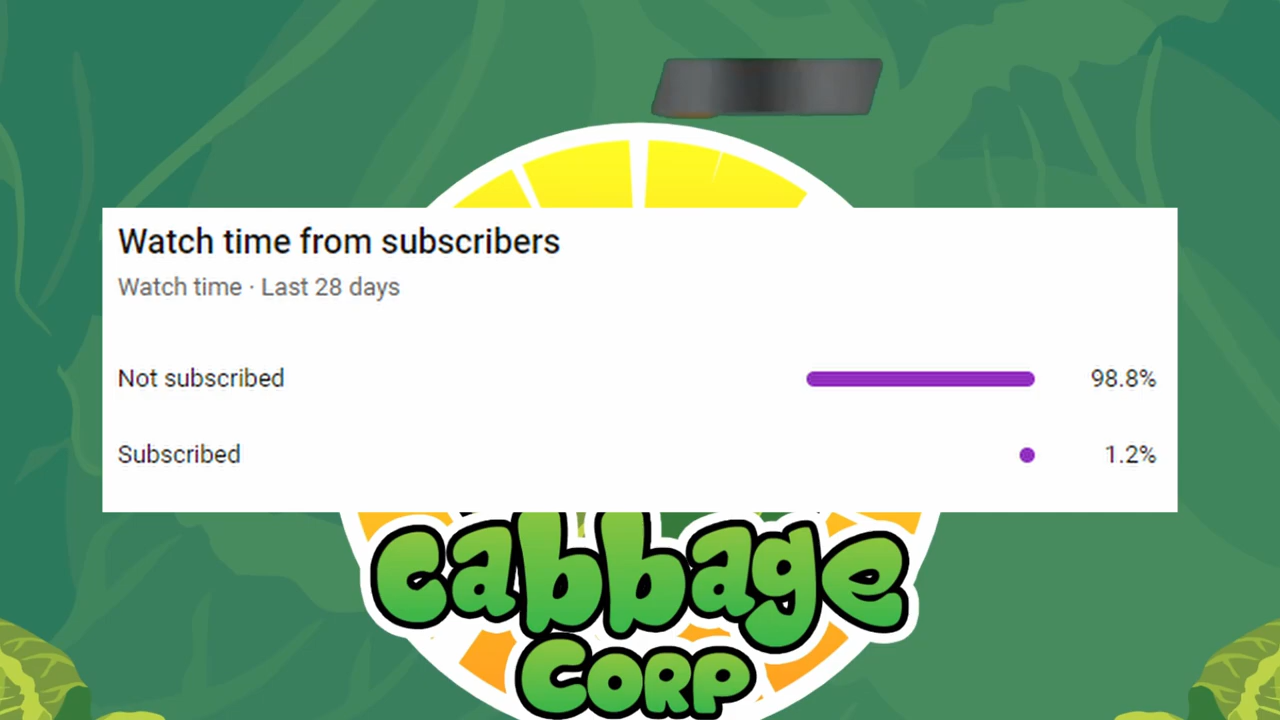 Watch time from subscribers
Watch time · Last 28 days
Not subscribed 98.8%
Subscribed 1.2%
cabbage
CORP